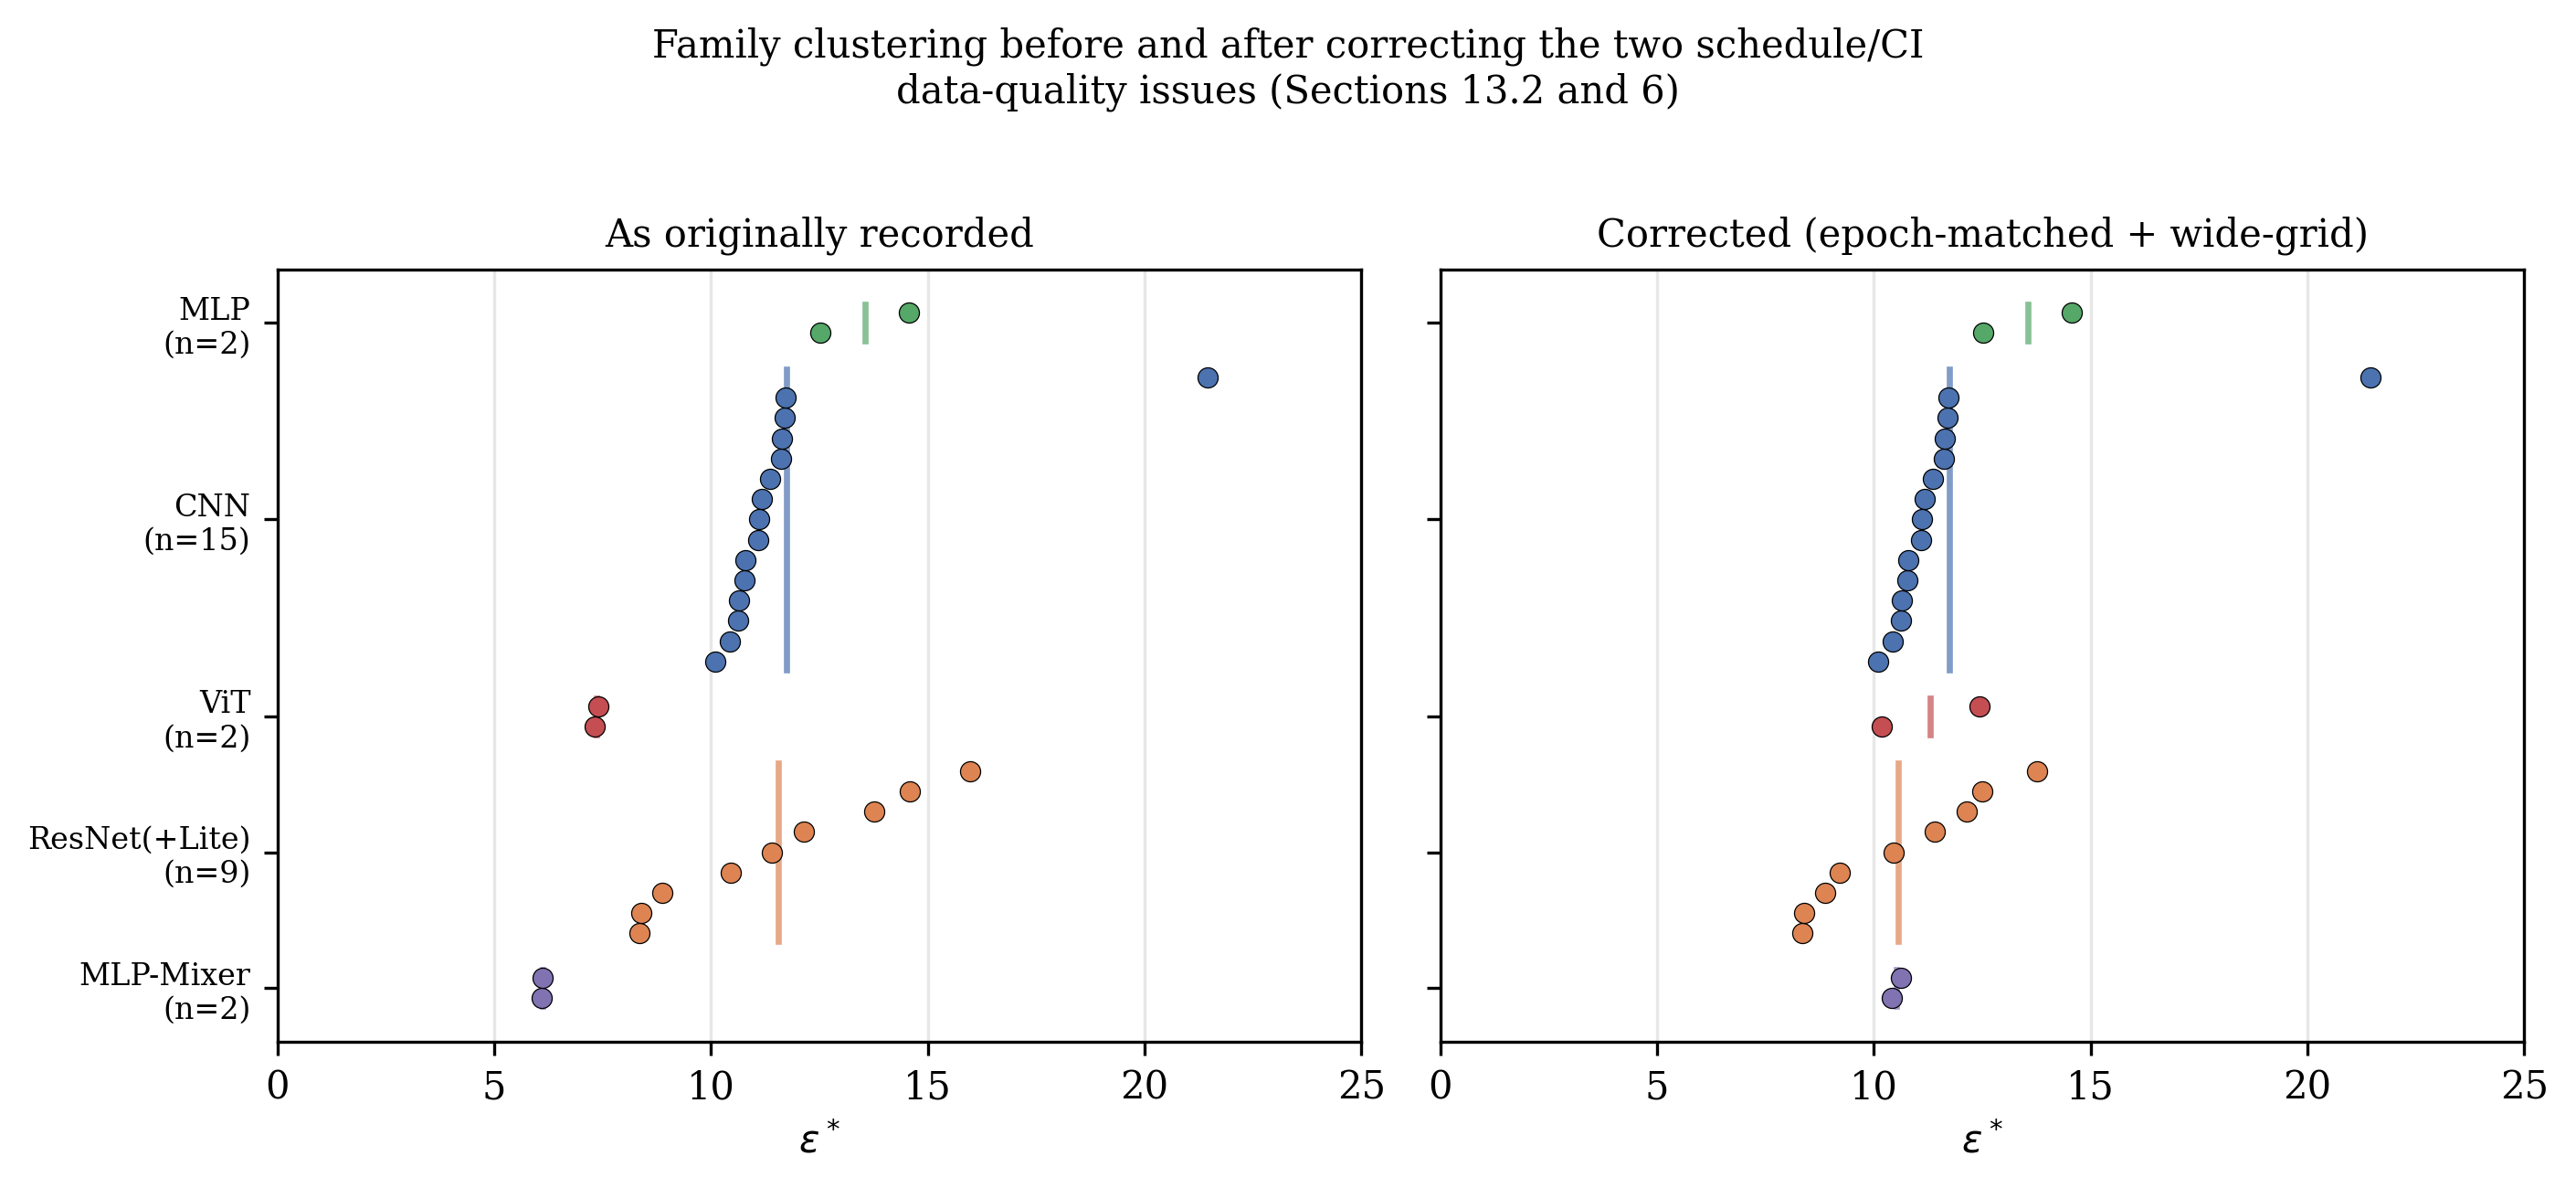 Family clustering before and after correcting the two schedule/CI
data-quality issues (Sections 13.2 and 6)
As originally recorded
Corrected (epoch-matched + wide-grid)
MLP
(n=2)
CNN
(n=15)
ViT
(n=2)
ResNet(+Lite)
(n=9)
MLP-Mixer
(n=2)
0 5 10 15 20 25
0 5 10 15 20 25
ε*
ε*